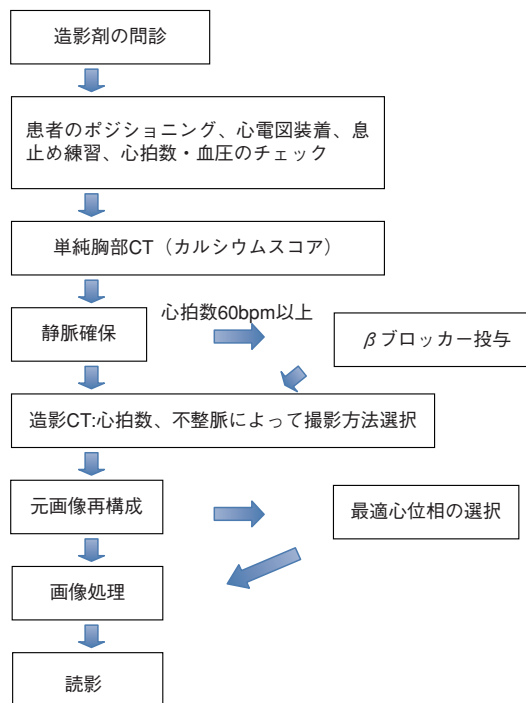 造影剤の問診
患者のポジショニング、心電図装着、息
止め練習、心拍数・血圧のチェック
単純胸部CT（カルシウムスコア）
心拍数60bpm以上
静脈確保
βブロッカー投与
造影CT:心拍数、不整脈によって撮影方法選択
元画像再構成
最適心位相の選択
画像処理
読影